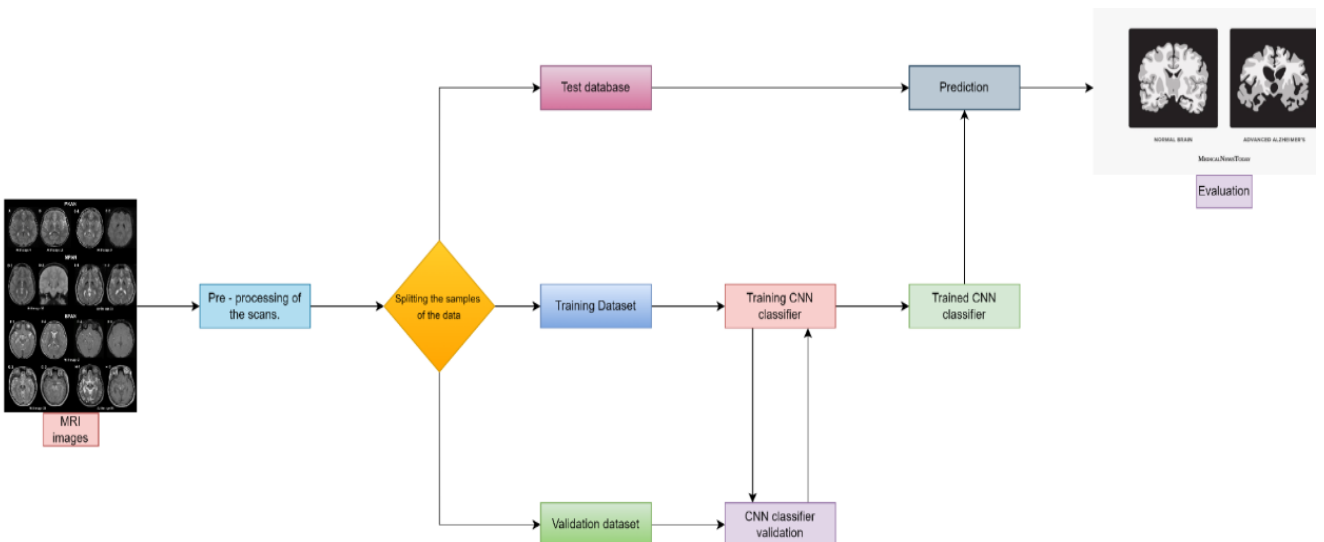 Test database
Prediction
NORMAL BRAIN
ADVANCED ALZHEIMER'S
MEDICALNEWSTODAY
Evaluation
MRI
images
Pre - processing of
the scans.
Splitting the samples
of the data
Training Dataset
Training CNN
classifier
Trained CNN
classifier
Validation dataset
CNN classifier
validation